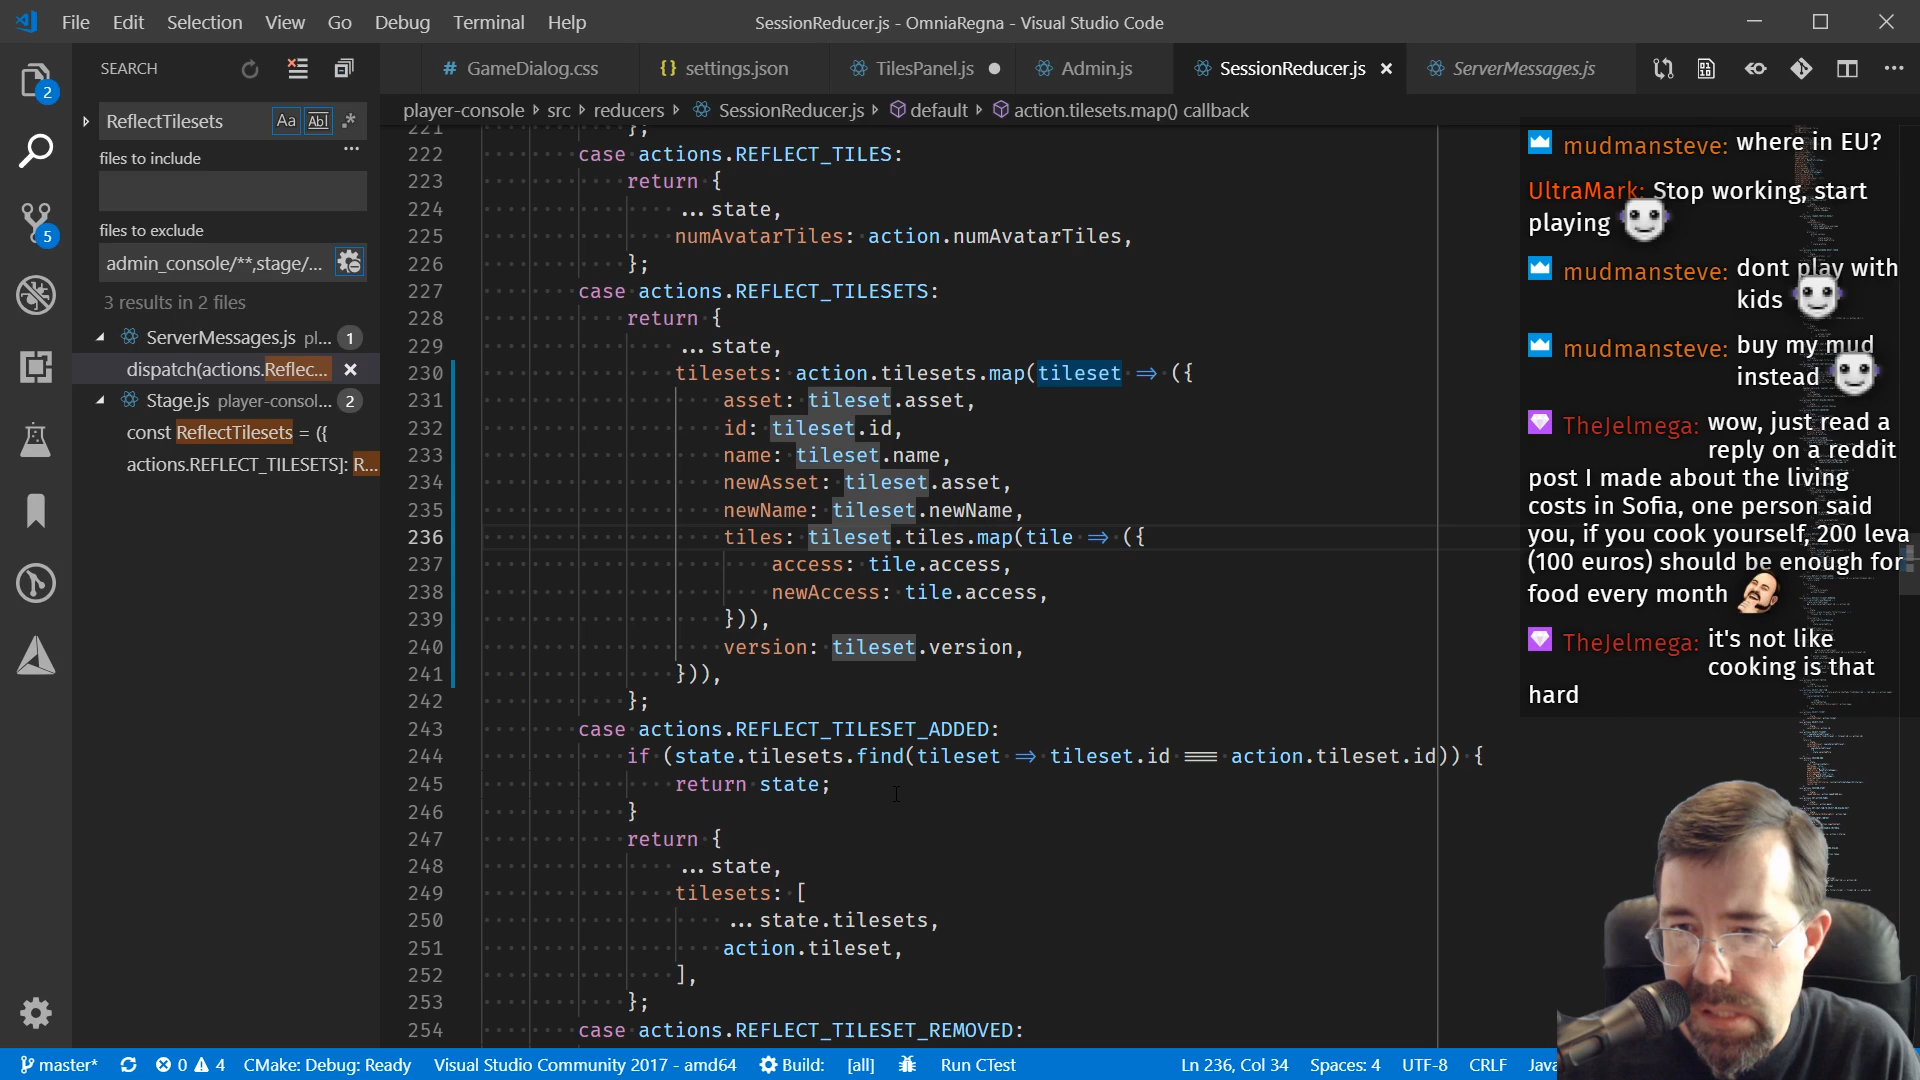 File Edit Selection View Go Debug Terminal Help
SessionReducer.js - OmniaRegna - Visual Studio Code
SEARCH
# GameDialog.css
{} settings.json
TilesPanel.js
Admin.js
SessionReducer.js
ServerMessages.js
2
ReflectTilesets
Aa Abl .*
files to include
...
files to exclude
admin_console/**,stage/...
5
3 results in 2 files
ServerMessages.js pl... 1
dispatch(actions.Reflec...
Stage.js player-consol... 2
const ReflectTilesets = ({
actions.REFLECT_TILESETS]: R...
player-console src reducers SessionReducer.js default action.tilesets.map() callback
221 };
222 case actions.REFLECT_TILES:
223 return {
224 ...state,
225 numAvatarTiles: action.numAvatarTiles,
226 };
227 case actions.REFLECT_TILESETS:
228 return {
229 ...state,
230 tilesets: action.tilesets.map(tileset => ({
231 asset: tileset.asset,
232 id: tileset.id,
233 name: tileset.name,
234 newAsset: tileset.asset,
235 newName: tileset.newName,
236 tiles: tileset.tiles.map(tile => ({
237 access: tile.access,
238 newAccess: tile.access,
239 })),
240 version: tileset.version,
241 })),
242 };
243 case actions.REFLECT_TILESET_ADDED:
244 if (state.tilesets.find(tileset => tileset.id === action.tileset.id)) {
245 return state;
246 }
247 return {
248 ...state,
249 tilesets: [
250 ...state.tilesets,
251 action.tileset,
252 ],
253 };
254 case actions.REFLECT_TILESET_REMOVED:
mudmansteve: where in EU?
UltraMark: Stop working, start
playing
mudmansteve: dont play with
kids
mudmansteve: buy my mud
instead
TheJelmega: wow, just read a
reply on a reddit
post I made about the living
costs in Sofia, one person said
you, if you cook yourself, 200 leva
(100 euros) should be enough for
food every month
TheJelmega: it's not like
cooking is that
hard
master* 0 4 CMake: Debug: Ready Visual Studio Community 2017 - amd64 Build: [all] Run CTest Ln 236, Col 34 Spaces: 4 UTF-8 CRLF Java